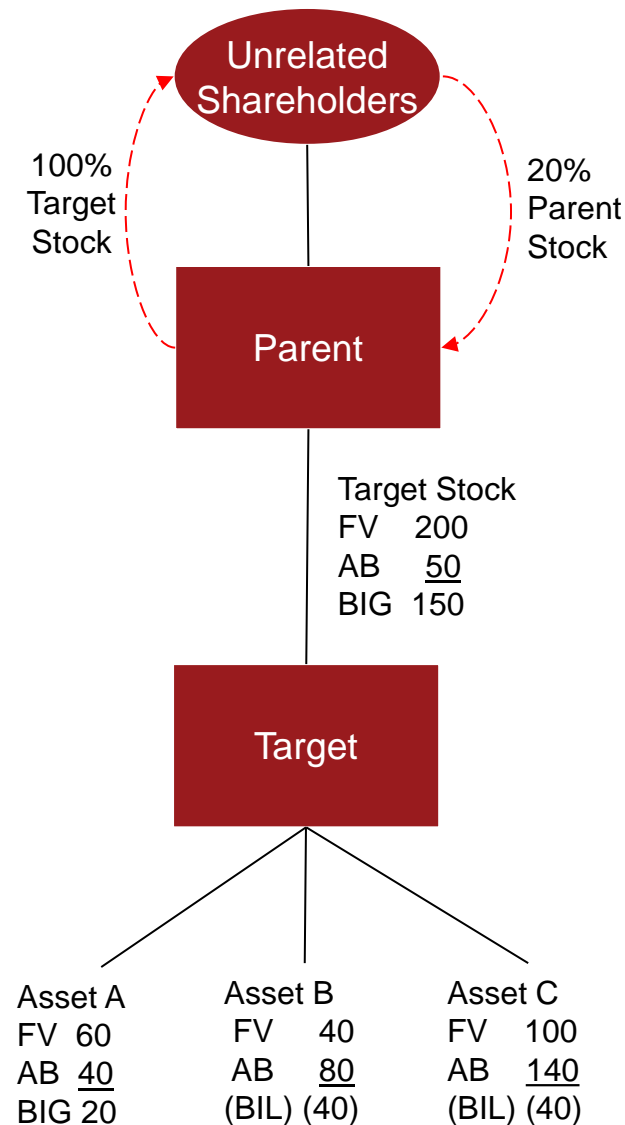 Unrelated
Shareholders
100%
Target
Stock
20%
Parent
Stock
Parent
Target Stock
FV 200
AB 50
BIG 150
Target
Asset A
FV 60
AB 40
BIG 20
Asset B
FV 40
AB 80
(BIL) (40)
Asset C
FV 100
AB 140
(BIL) (40)